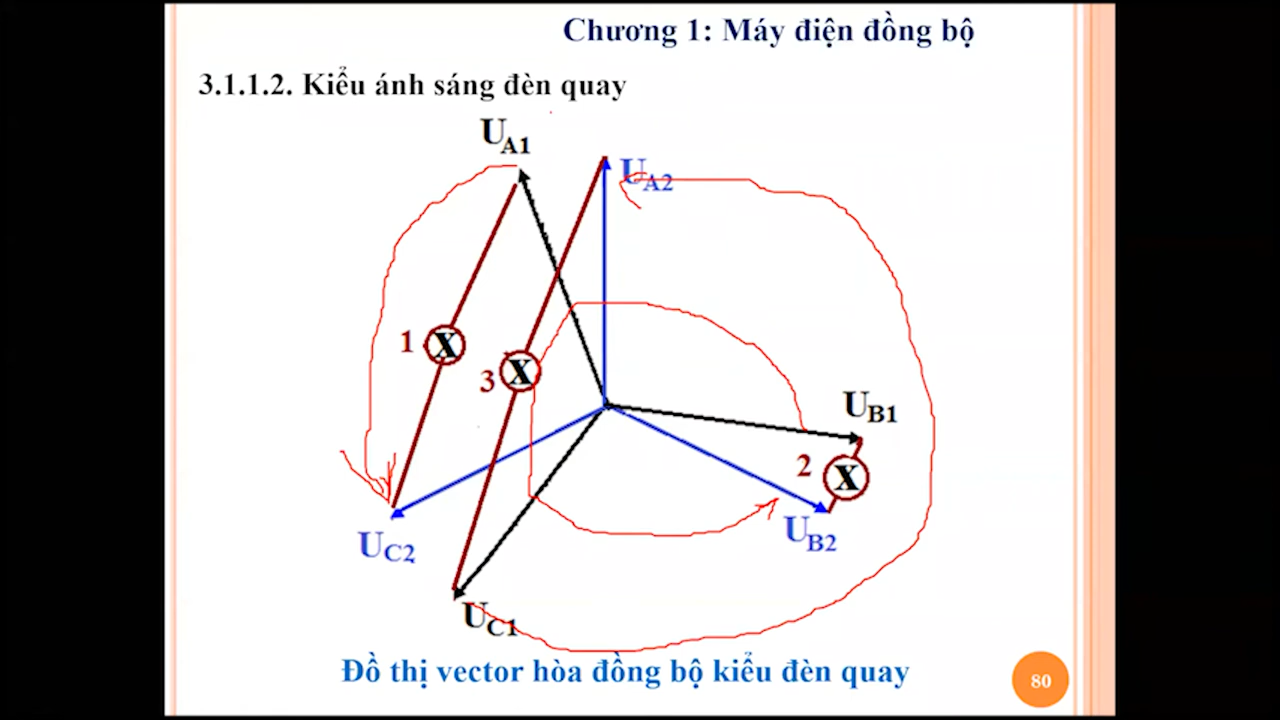 Chương 1: Máy điện đồng bộ
3.1.1.2. Kiểu ánh sáng đèn quay
UA1
UA2
1
X
3
X
UB1
2
X
UB2
UC2
UC1
Đồ thị vector hòa đồng bộ kiểu đèn quay
80